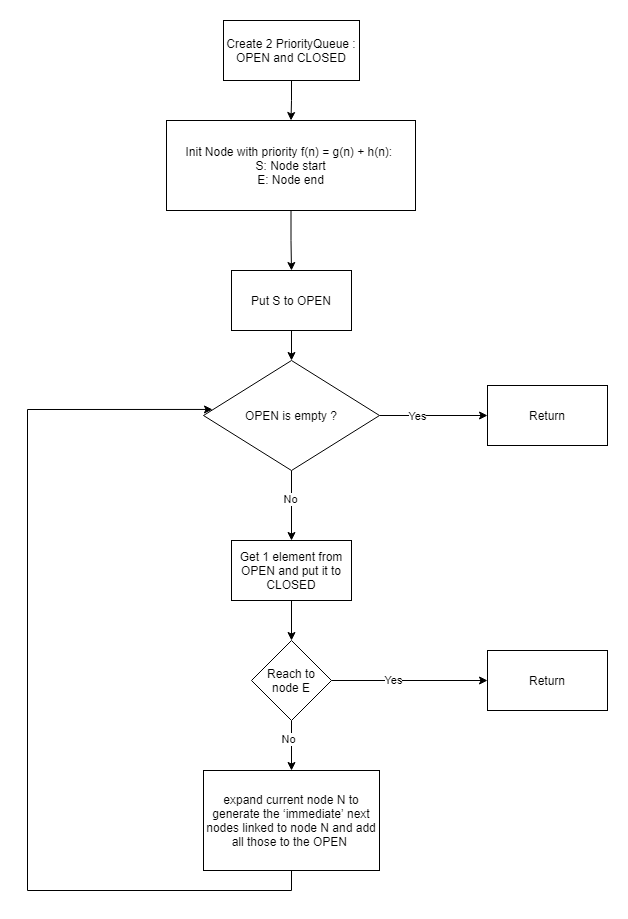 Create 2 PriorityQueue :
OPEN and CLOSED
Init Node with priority f(n) = g(n) + h(n):
S: Node start
E: Node end
Put S to OPEN
OPEN is empty ?
Yes
Return
No
Get 1 element from
OPEN and put it to
CLOSED
Reach to
node E
Yes
Return
No
expand current node N to
generate the ‘immediate’ next
nodes linked to node N and add
all those to the OPEN